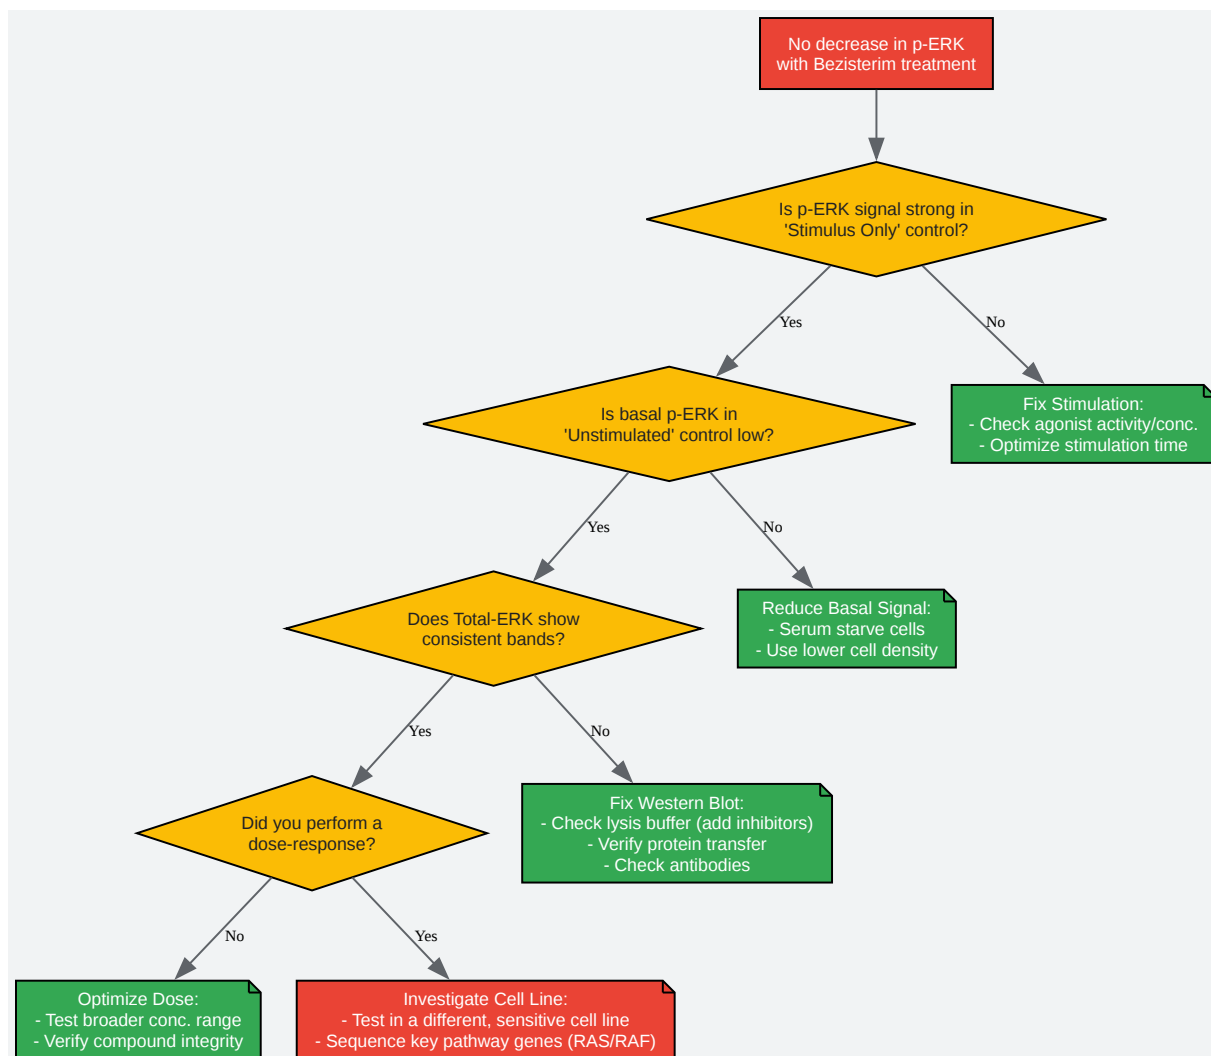 No decrease in p-ERK
with Bezisterim treatment
Is p-ERK signal strong in
'Stimulus Only' control?
Yes
No
Is basal p-ERK in
'Unstimulated' control low?
Fix Stimulation:
- Check agonist activity/conc.
- Optimize stimulation time
Yes
No
Does Total-ERK show
consistent bands?
Reduce Basal Signal:
- Serum starve cells
- Use lower cell density
Yes
No
Did you perform a
dose-response?
Fix Western Blot:
- Check lysis buffer (add inhibitors)
- Verify protein transfer
- Check antibodies
No
Yes
Optimize Dose:
- Test broader conc. range
- Verify compound integrity
Investigate Cell Line:
- Test in a different, sensitive cell line
- Sequence key pathway genes (RAS/RAF)